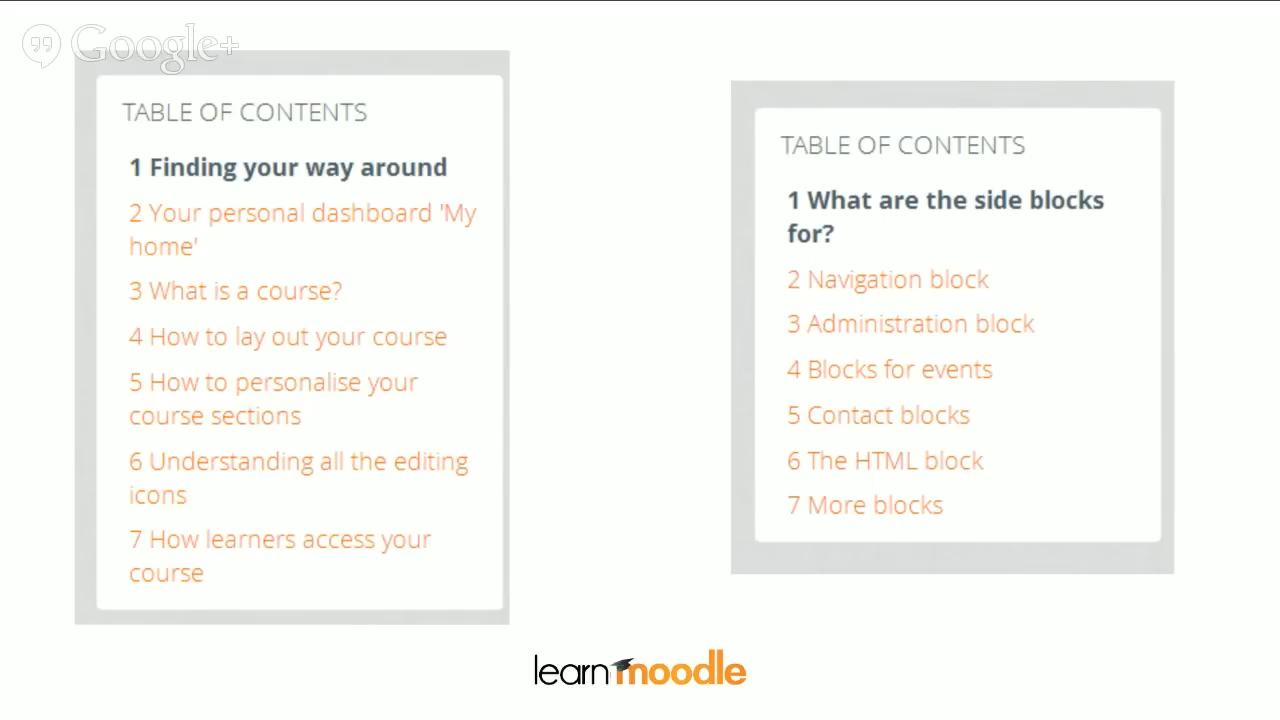 Google+
TABLE OF CONTENTS
1 Finding your way around
2 Your personal dashboard 'My
home'
3 What is a course?
4 How to lay out your course
5 How to personalise your
course sections
6 Understanding all the editing
icons
7 How learners access your
course
TABLE OF CONTENTS
1 What are the side blocks
for?
2 Navigation block
3 Administration block
4 Blocks for events
5 Contact blocks
6 The HTML block
7 More blocks
learn moodle